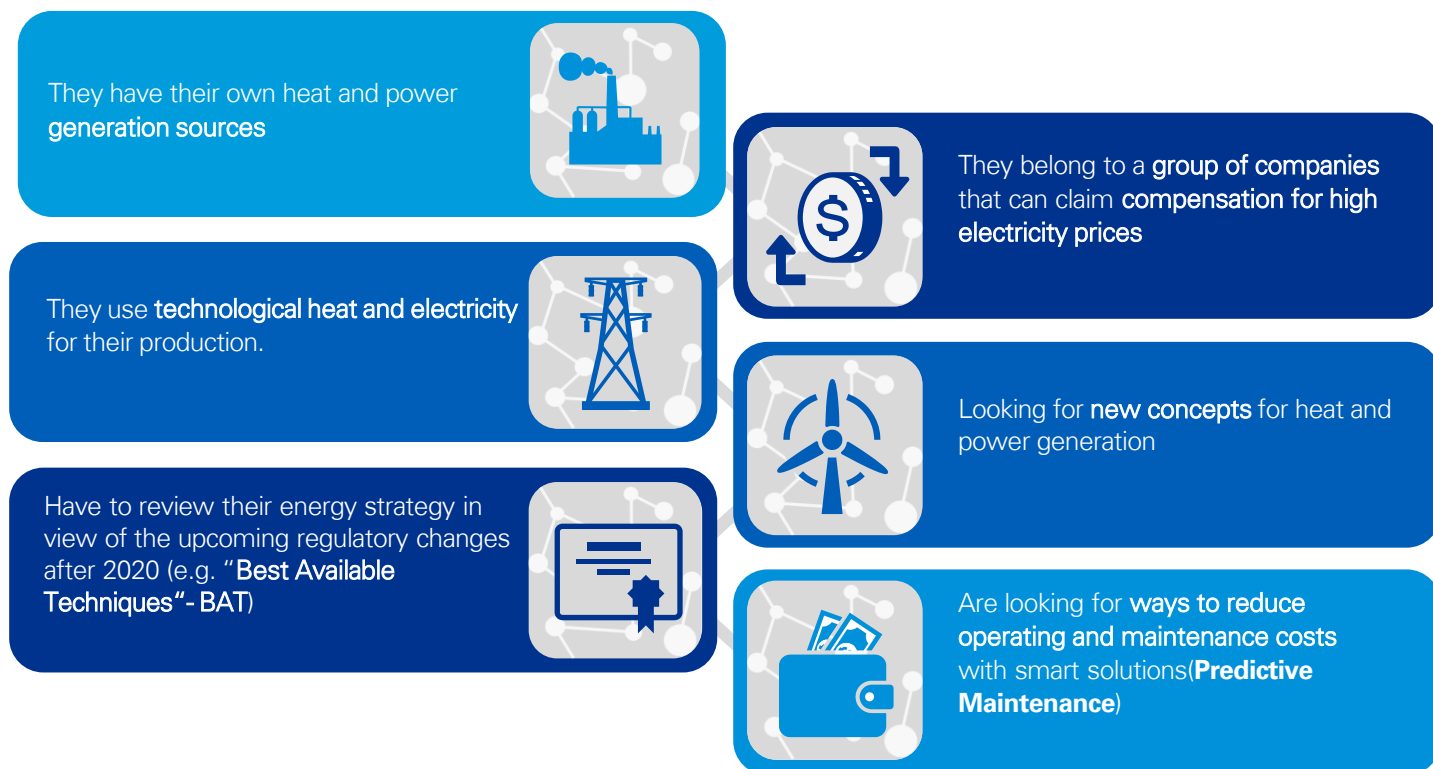 They have their own heat and power
generation sources
They belong to a group of companies
that can claim compensation for high
electricity prices
$
They use technological heat and electricity
for their production.
Looking for new concepts for heat and
power generation
Have to review their energy strategy in
view of the upcoming regulatory changes
after 2020 (e.g. “Best Available
Techniques“- BAT)
Are looking for ways to reduce
operating and maintenance costs
with smart solutions(Predictive
Maintenance)